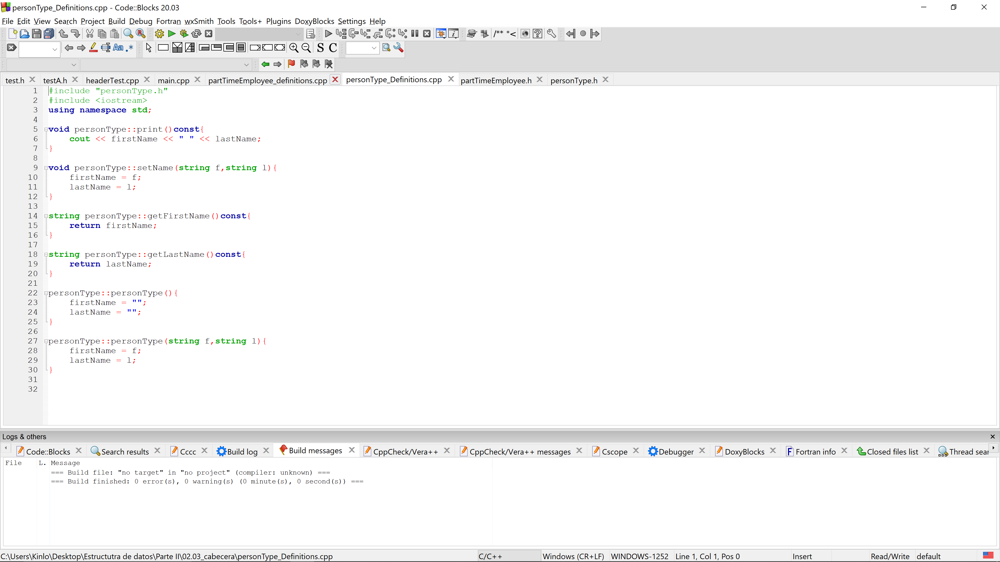 personType_Definitions.cpp - Code::Blocks 20.03
File Edit View Search Project Build Debug Fortran wxSmith Tools Tools+ Plugins DoxyBlocks Settings Help
/** *<
Aa .* S C
test.h testA.h headerTest.cpp main.cpp partTimeEmployee_definitions.cpp personType_Definitions.cpp partTimeEmployee.h personType.h
1 #include "personType.h"
2 #include <iostream>
3 using namespace std;
4
5 void personType::print()const{
6 cout << firstName << " " << lastName;
7 }
8
9 void personType::setName(string f,string l){
10 firstName = f;
11 lastName = l;
12 }
13
14 string personType::getFirstName()const{
15 return firstName;
16 }
17
18 string personType::getLastName()const{
19 return lastName;
20 }
21
22 personType::personType(){
23 firstName = "";
24 lastName = "";
25 }
26
27 personType::personType(string f,string l){
28 firstName = f;
29 lastName = l;
30 }
31
32
Logs & others
Code::Blocks Search results Cccc Build log Build messages CppCheck/Vera++ CppCheck/Vera++ messages Cscope Debugger DoxyBlocks Fortran info Closed files list Thread sear
File L. Message
=== Build file: "no target" in "no project" (compiler: unknown) ===
=== Build finished: 0 error(s), 0 warning(s) (0 minute(s), 0 second(s)) ===
C:\Users\Kinlo\Desktop\Estructutra de datos\Parte II\02.03_cabecera\personType_Definitions.cpp C/C++ Windows (CR+LF) WINDOWS-1252 Line 1, Col 1, Pos 0 Insert Read/Write default